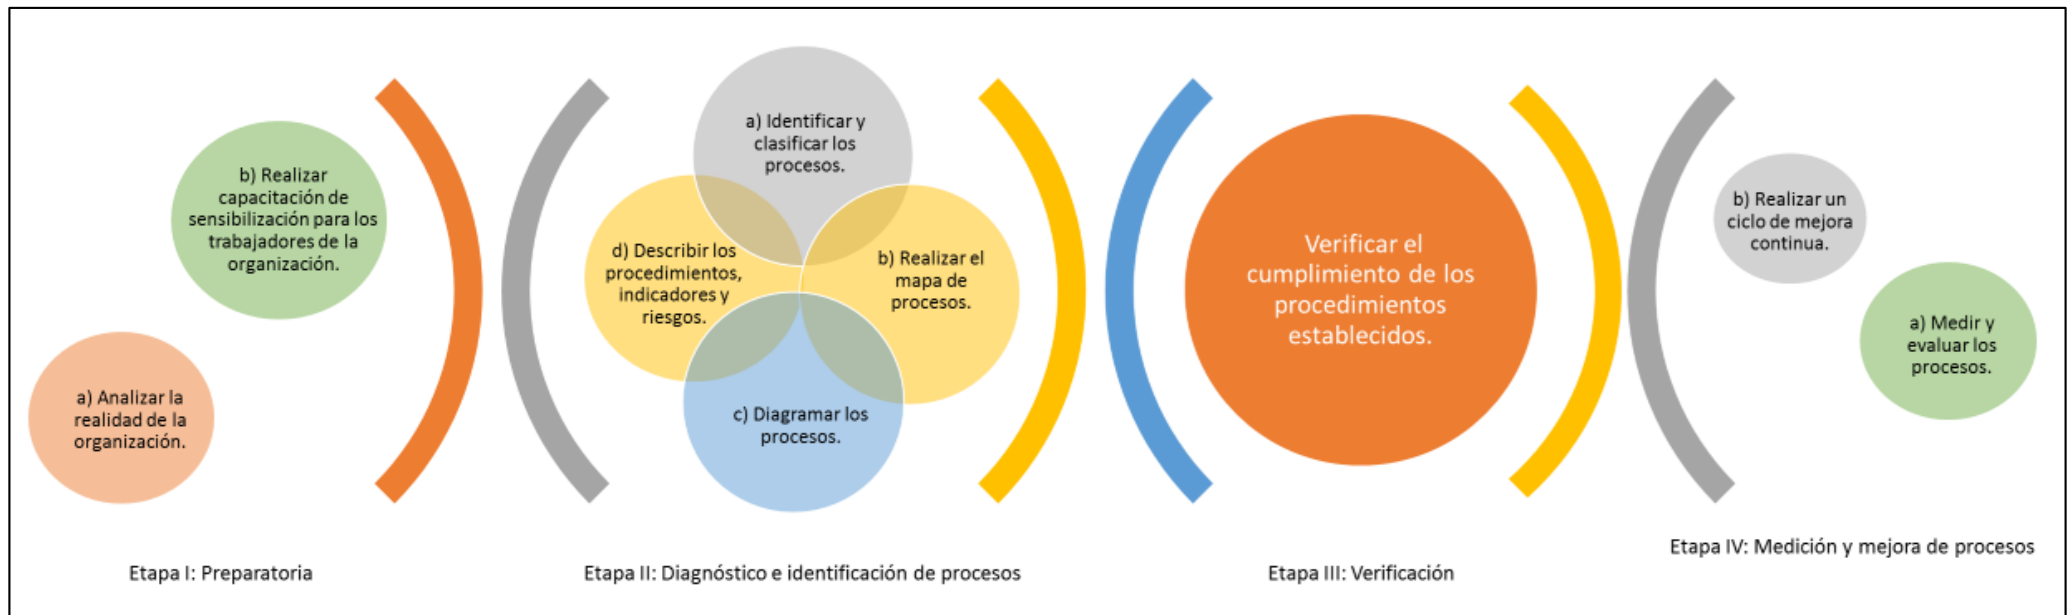 a) Analizar la
realidad de la
organización.
b) Realizar
capacitación de
sensibilización para los
trabajadores de la
organización.
Etapa I: Preparatoria
a) Identificar y
clasificar los
procesos.
b) Realizar el
mapa de
procesos.
c) Diagramar los
procesos.
d) Describir los
procedimientos,
indicadores y
riesgos.
Etapa II: Diagnóstico e identificación de procesos
Verificar el
cumplimiento de los
procedimientos
establecidos.
Etapa III: Verificación
a) Medir y
evaluar los
procesos.
b) Realizar un
ciclo de mejora
continua.
Etapa IV: Medición y mejora de procesos